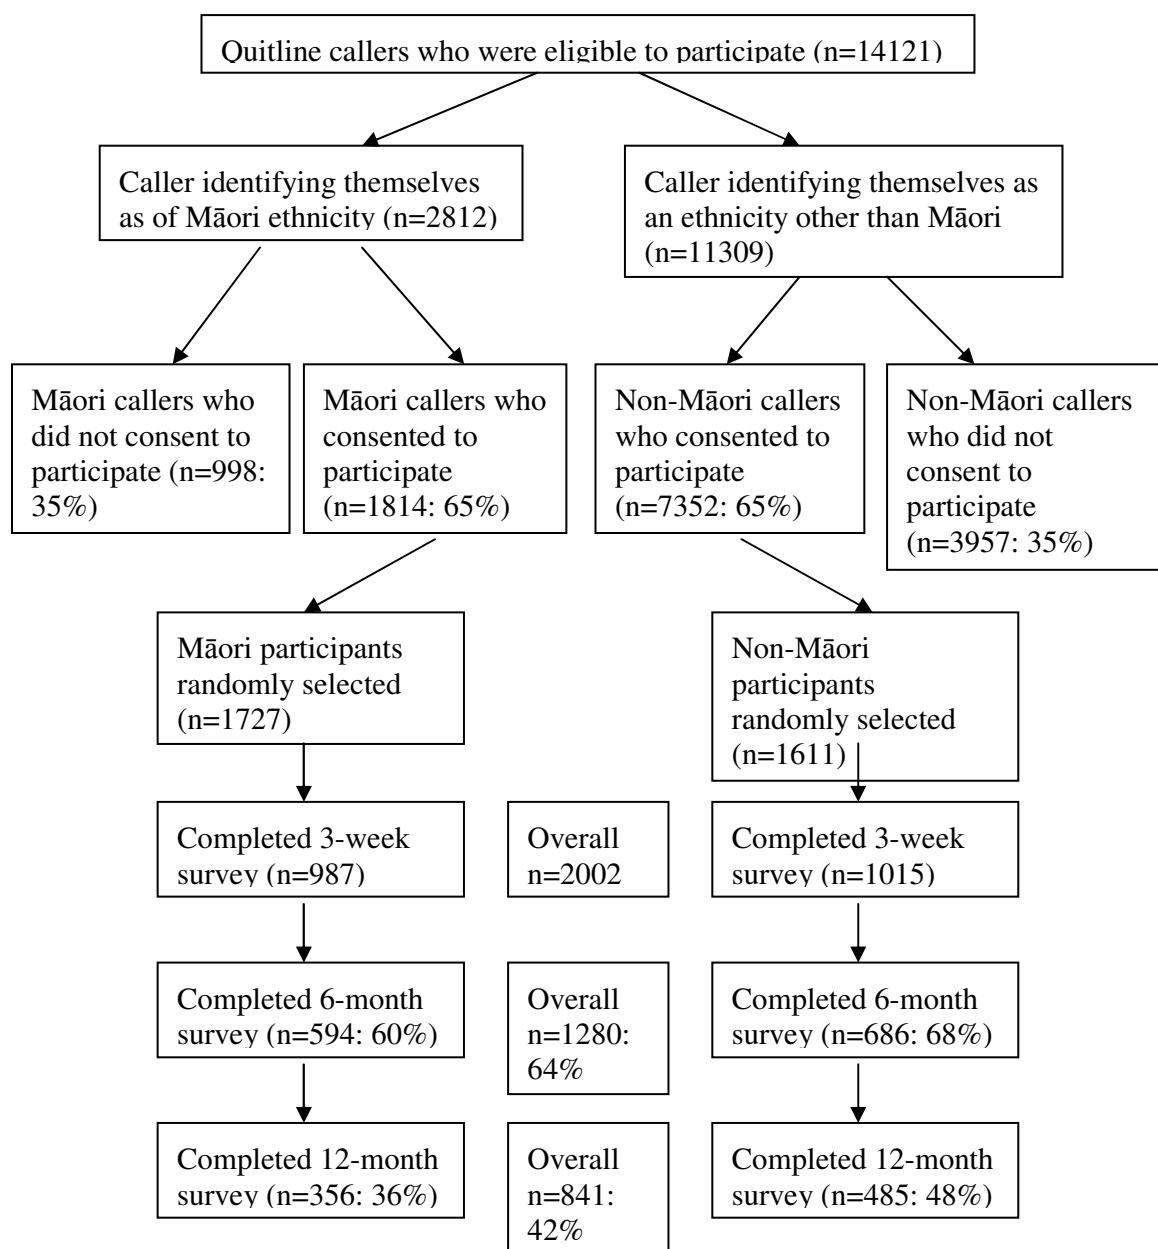 Quitline callers who were eligible to participate (n=14121)
Caller identifying themselves
as of Māori ethnicity (n=2812)
Caller identifying themselves as
an ethnicity other than Māori
(n=11309)
Māori callers who
did not consent to
participate (n=998:
35%)
Māori callers who
consented to
participate
(n=1814: 65%)
Non-Māori callers
who consented to
participate
(n=7352: 65%)
Non-Māori callers
who did not
consent to
participate
(n=3957: 35%)
Māori participants
randomly selected
(n=1727)
Non-Māori
participants
randomly selected
(n=1611)
Completed 3-week
survey (n=987)
Overall
n=2002
Completed 3-week
survey (n=1015)
Completed 6-month
survey (n=594: 60%)
Overall
n=1280:
64%
Completed 6-month
survey (n=686: 68%)
Completed 12-month
survey (n=356: 36%)
Overall
n=841:
42%
Completed 12-month
survey (n=485: 48%)